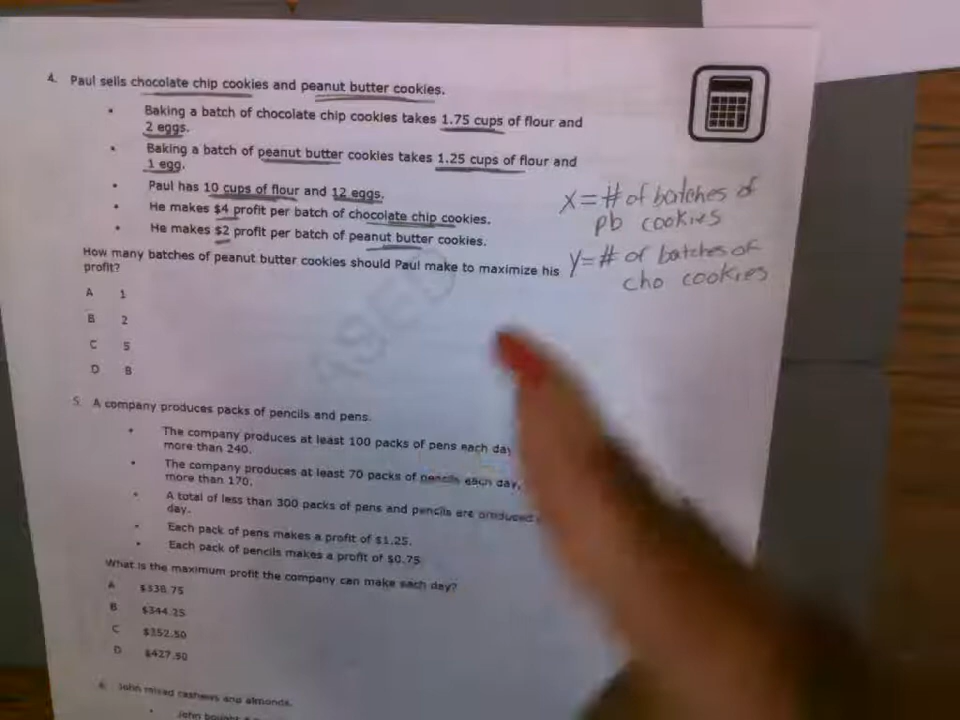 4. Paul sells chocolate chip cookies and peanut butter cookies.
• Baking a batch of chocolate chip cookies takes 1.75 cups of flour and
2 eggs.
• Baking a batch of peanut butter cookies takes 1.25 cups of flour and
1 egg.
• Paul has 10 cups of flour and 12 eggs.
• He makes $4 profit per batch of chocolate chip cookies.
• He makes $2 profit per batch of peanut butter cookies.
x = # of batches of
pb cookies
y = # of batches of
cho cookies
How many batches of peanut butter cookies should Paul make to maximize his
profit?
A 1
B 2
C 5
D 8
5. A company produces packs of pencils and pens.
• The company produces at least 100 packs of pens each day
more than 240.
• The company produces at least 70 packs of pencils each day,
more than 170.
• A total of less than 300 packs of pens and pencils are produced
day.
• Each pack of pens makes a profit of $1.25.
• Each pack of pencils makes a profit of $0.75
What is the maximum profit the company can make each day?
A $338.75
B $344.25
C $352.50
D $427.50
6. John mixed cashews and almonds.
• John bought